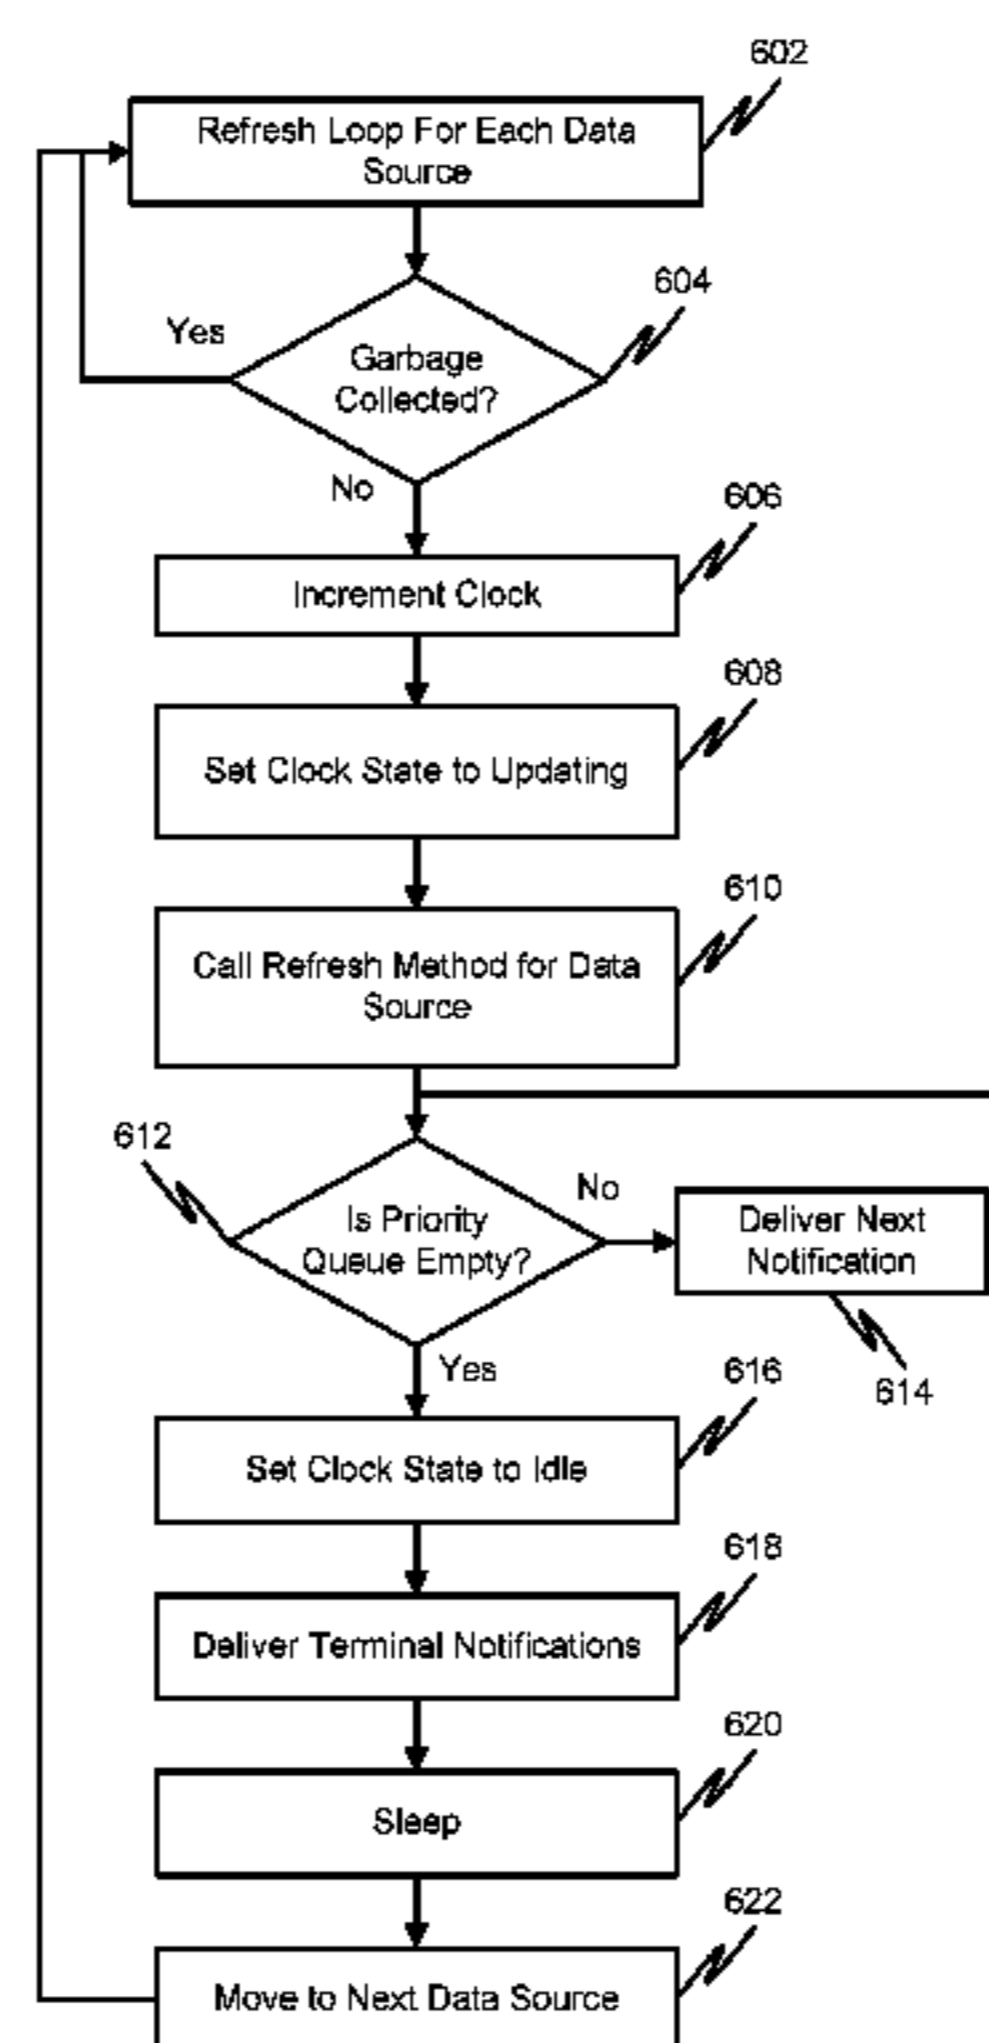 602
Refresh Loop For Each Data
Source
604
Yes
Garbage
Collected?
No
606
Increment Clock
608
Set Clock State to Updating
610
Call Refresh Method for Data
Source
612
Is Priority
Queue Empty?
No
Deliver Next
Notification
614
Yes
616
Set Clock State to Idle
618
Deliver Terminal Notifications
620
Sleep
622
Move to Next Data Source